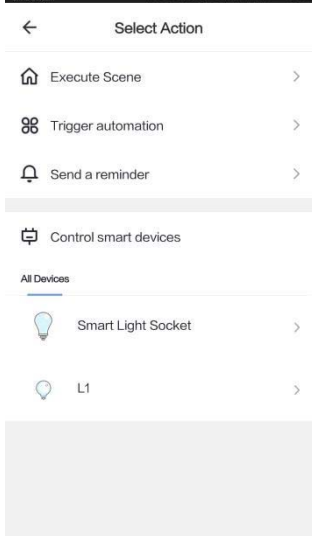 Select Action
Execute Scene
Trigger automation
Send a reminder
Control smart devices
All Devices
Smart Light Socket
L1